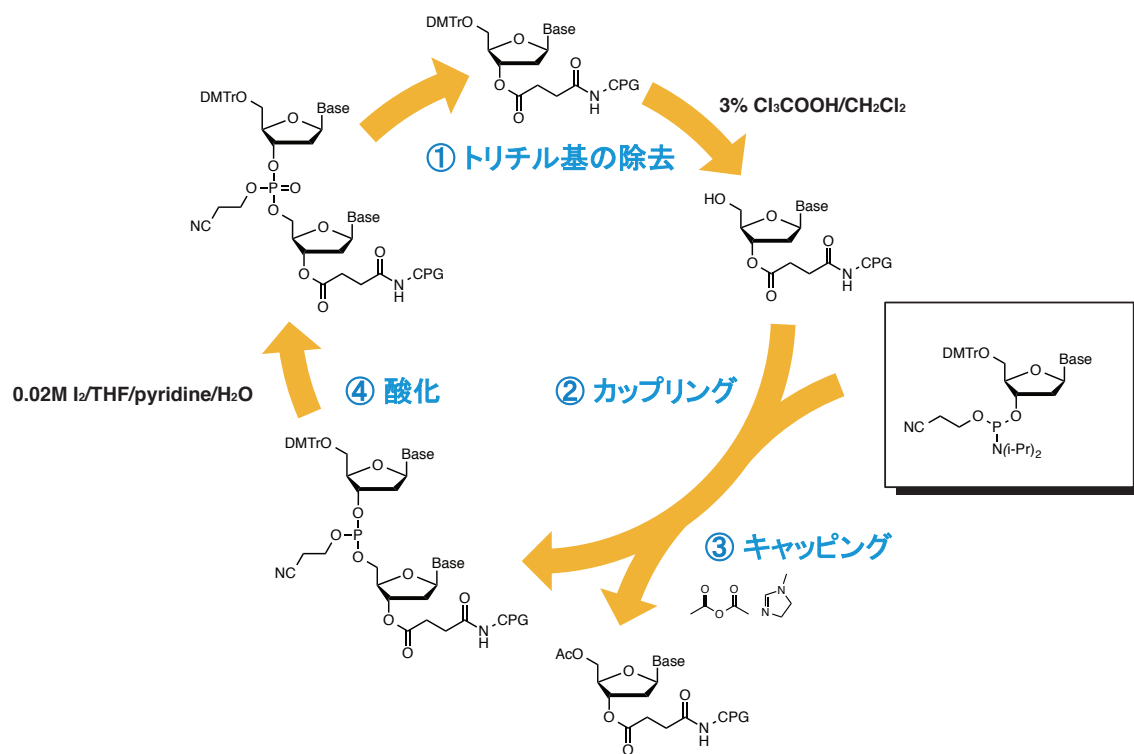 DMTrO
O
Base
O
O
O
N
H
CPG
3% Cl₃COOH/CH₂Cl₂
① トリチル基の除去
DMTrO
O
Base
O
O
P
O
NC
O
O
Base
O
O
O
N
H
CPG
HO
O
Base
O
O
O
N
H
CPG
② カップリング
DMTrO
O
Base
O
O
P
NC
N(i-Pr)₂
0.02M I₂/THF/pyridine/H₂O
④ 酸化
DMTrO
O
Base
O
O
P
NC
O
O
Base
O
O
O
N
H
CPG
③ キャッピング
O
O
O
N
N
AcO
O
Base
O
O
O
N
H
CPG